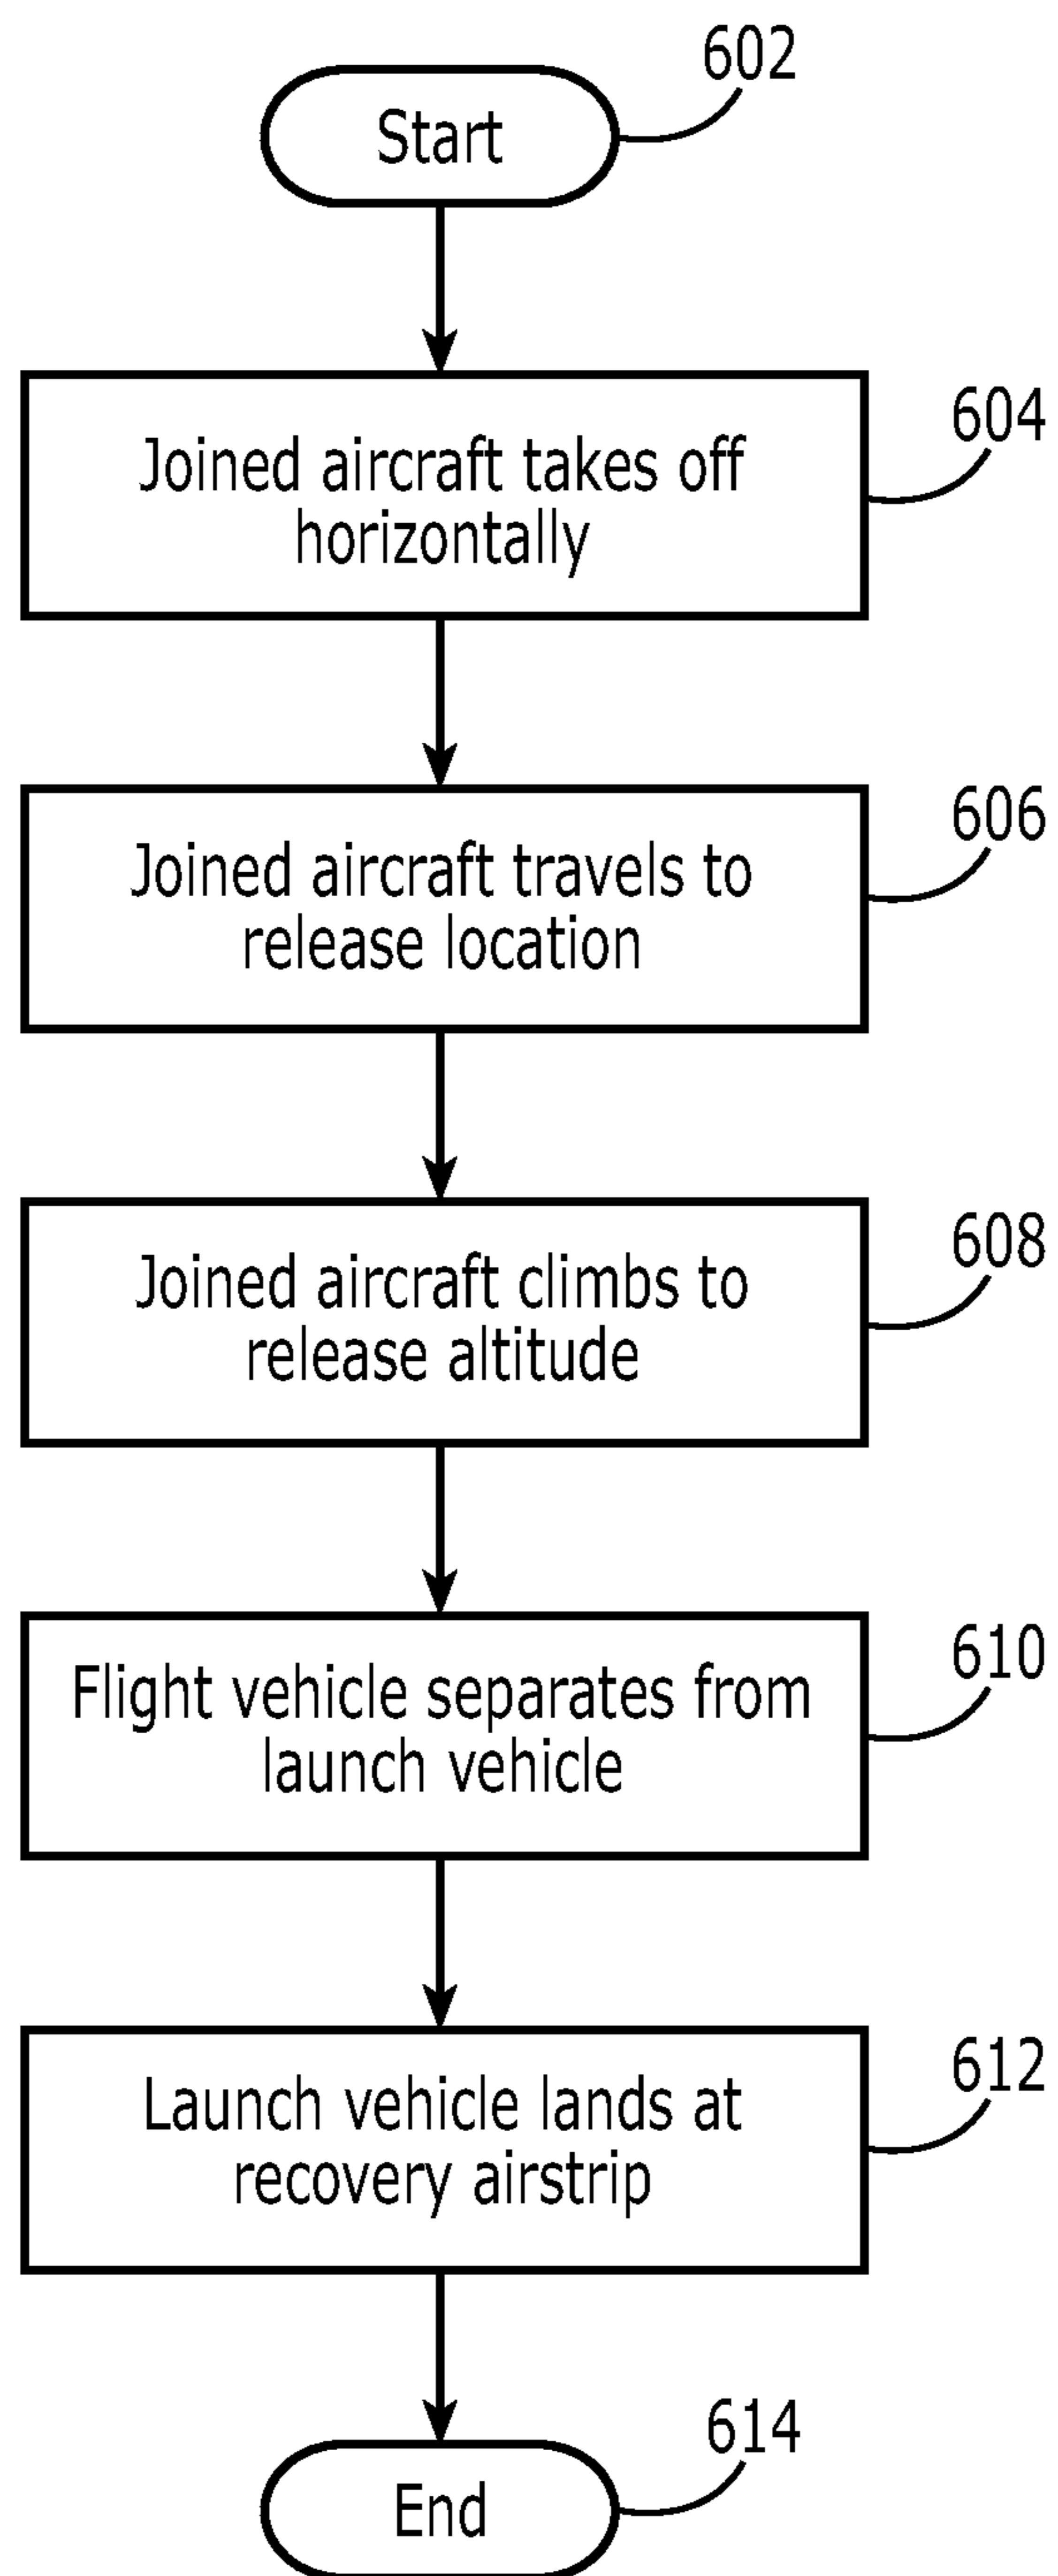 602
Start
604
Joined aircraft takes off
horizontally
606
Joined aircraft travels to
release location
608
Joined aircraft climbs to
release altitude
610
Flight vehicle separates from
launch vehicle
612
Launch vehicle lands at
recovery airstrip
614
End